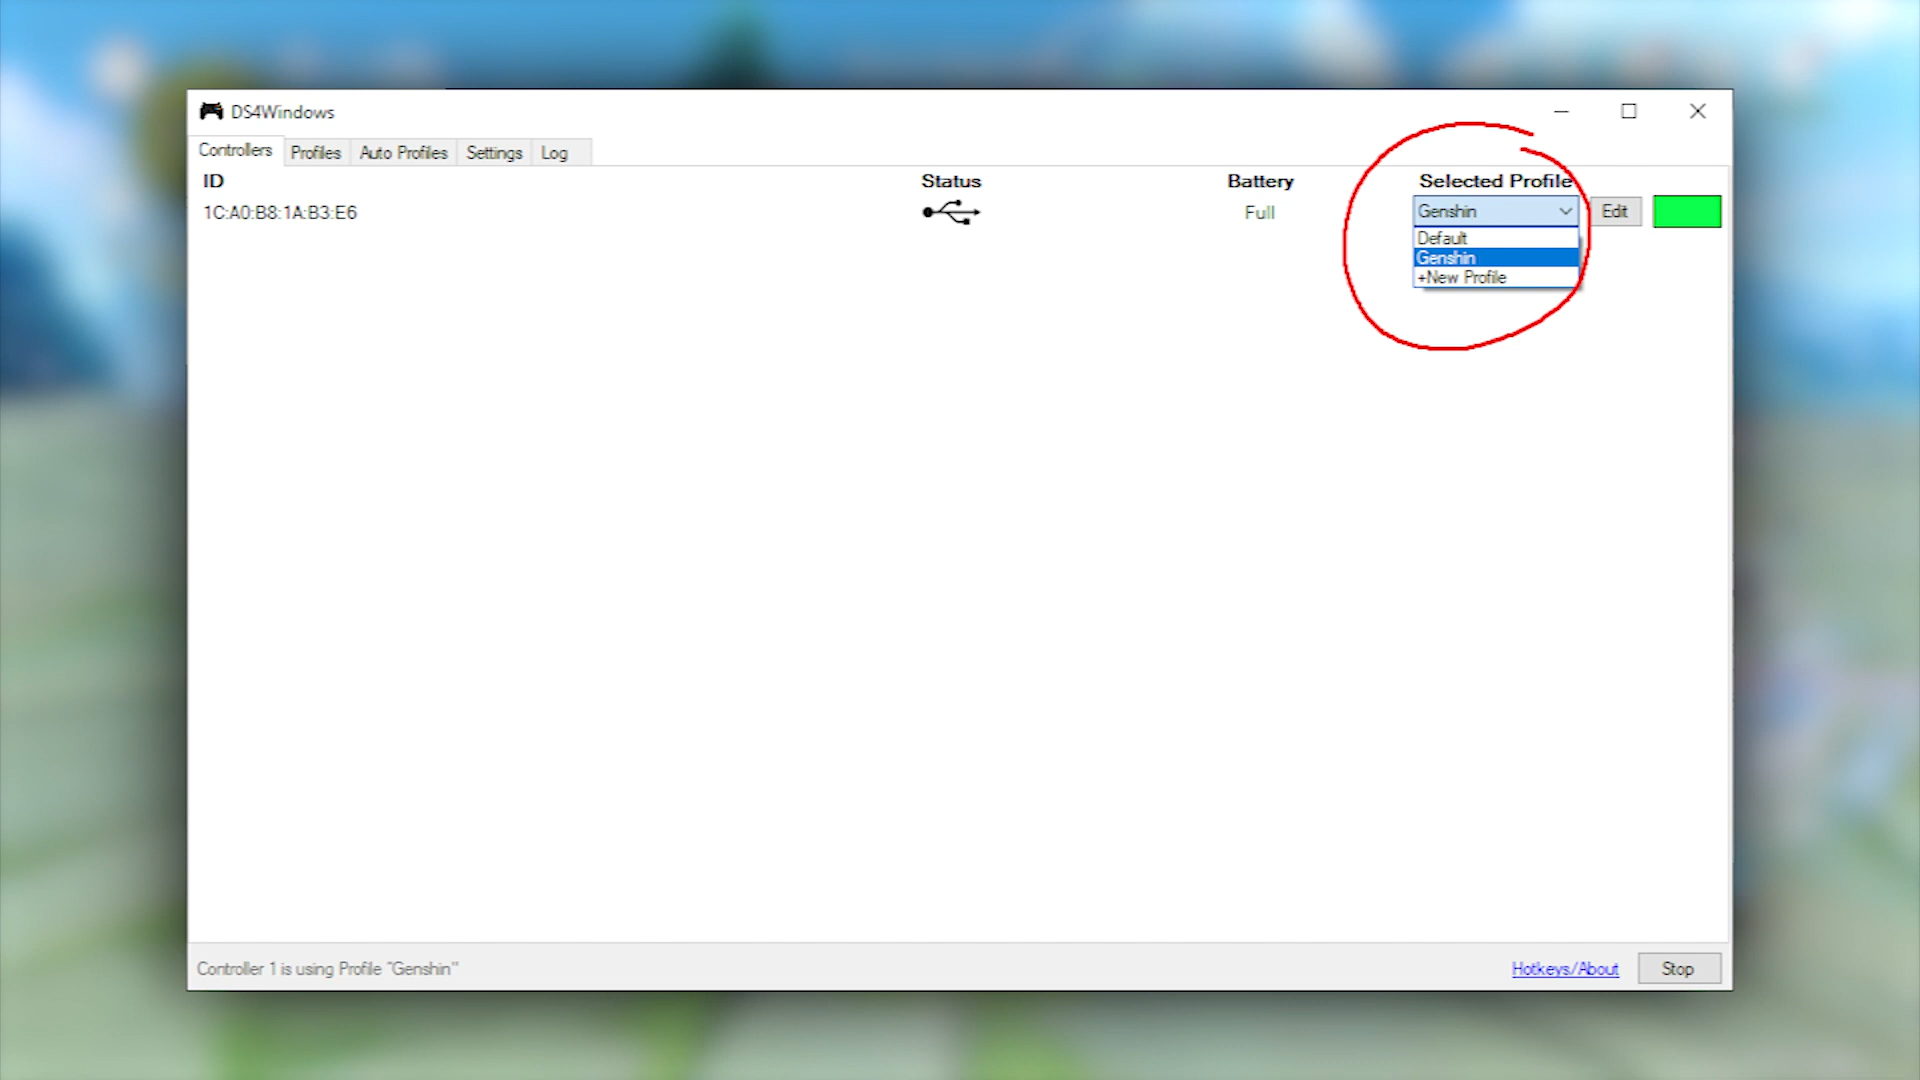 DS4Windows
Controllers Profiles Auto Profiles Settings Log
ID Status Battery Selected Profile
1C:A0:B8:1A:B3:E6 Full Genshin Edit
Default
Genshin
+New Profile
Controller 1 is using Profile "Genshin" Hotkeys/About Stop